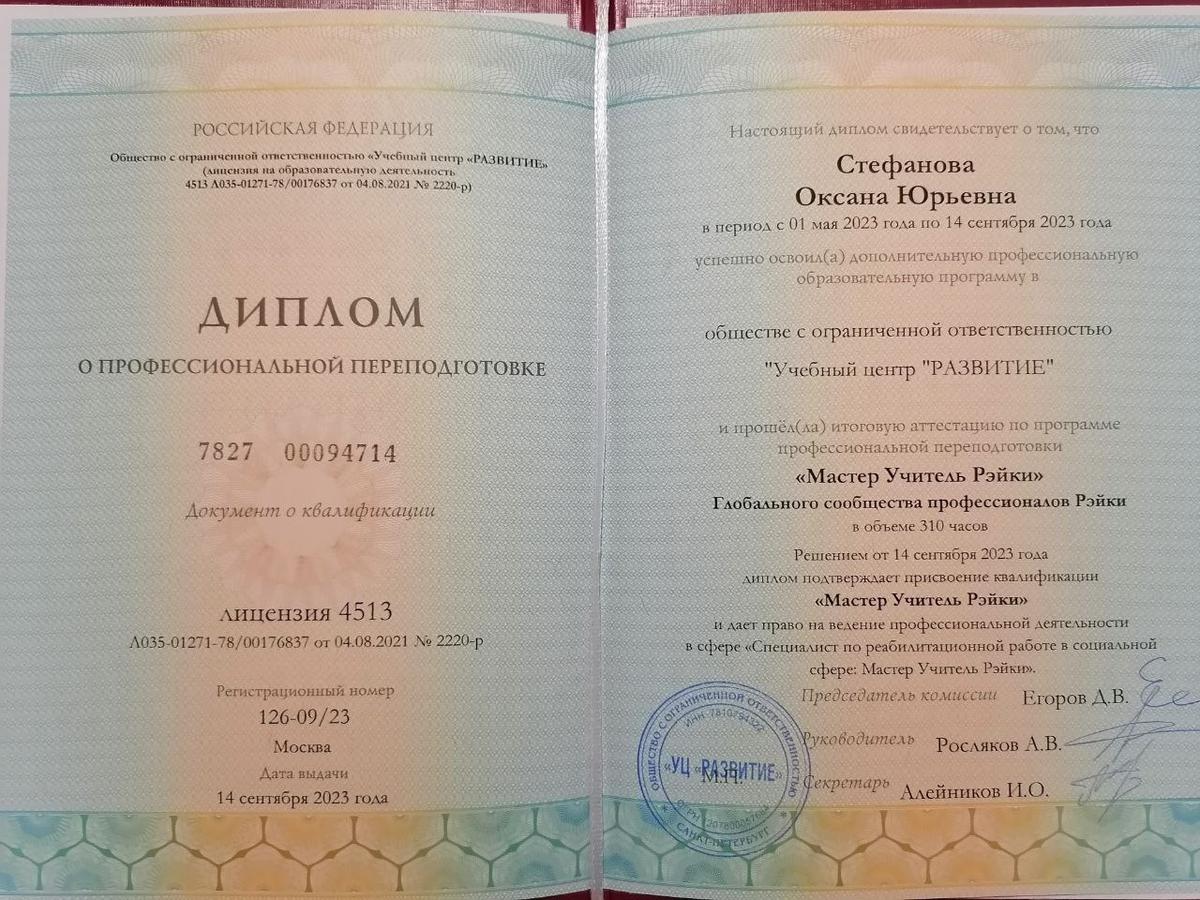 РОССИЙСКАЯ ФЕДЕРАЦИЯ
Общество с ограниченной ответственностью «Учебный центр «РАЗВИТИЕ»
(лицензия на образовательную деятельность
4513 Л035-01271-78/00176837 от 04.08.2021 № 2220-р)
ДИПЛОМ
О ПРОФЕССИОНАЛЬНОЙ ПЕРЕПОДГОТОВКЕ
7827 00094714
Документ о квалификации
лицензия 4513
Л035-01271-78/00176837 от 04.08.2021 № 2220-р
Регистрационный номер
126-09/23
Москва
Дата выдачи
14 сентября 2023 года
Настоящий диплом свидетельствует о том, что
Стефанова
Оксана Юрьевна
в период с 01 мая 2023 года по 14 сентября 2023 года
успешно освоил(а) дополнительную профессиональную
образовательную программу в
обществе с ограниченной ответственностью
"Учебный центр "РАЗВИТИЕ"
и прошёл(ла) итоговую аттестацию по программе
профессиональной переподготовки
«Мастер Учитель Рэйки»
Глобального сообщества профессионалов Рэйки
в объеме 310 часов
Решением от 14 сентября 2023 года
диплом подтверждает присвоение квалификации
«Мастер Учитель Рэйки»
и дает право на ведение профессиональной деятельности
в сфере «Специалист по реабилитационной работе в социальной
сфере: Мастер Учитель Рэйки».
Председатель комиссии Егоров Д.В.
Руководитель Росляков А.В.
Секретарь Алейников И.О.
М.П.
ОБЩЕСТВО С ОГРАНИЧЕННОЙ ОТВЕТСТВЕННОСТЬЮ
ИНН 7810794322
«УЦ «РАЗВИТИЕ»
САНКТ-ПЕТЕРБУРГ